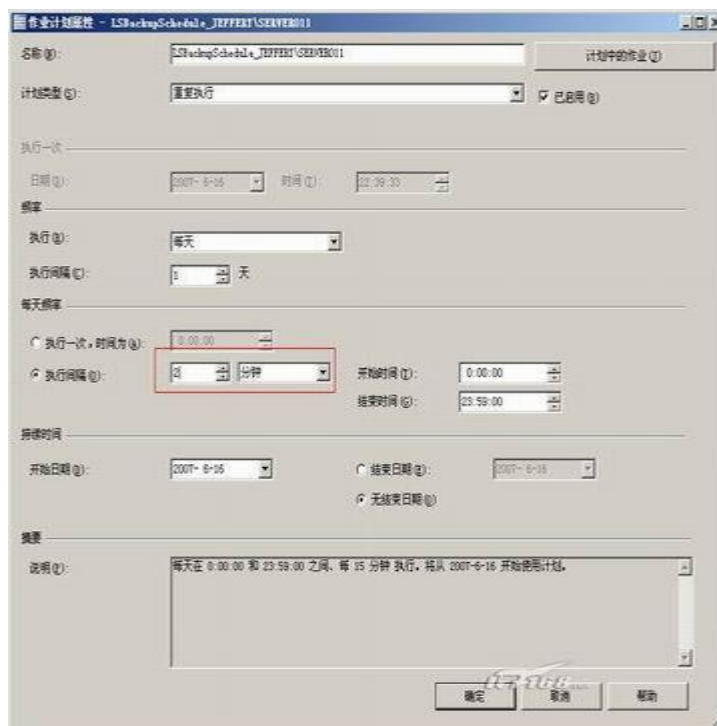 作业计划属性 - LSBackupSchedule_JEFFERY\SERVER011
名称(N):
LSBackupSchedule_JEFFERY\SERVER011
计划中的作业(J)
计划类型(S):
重复执行
已启用(B)
执行一次
日期(D):
2007- 6-16
时间(T):
22:39:33
频率
执行(R):
每天
执行间隔(C):
1
天
每天频率
执行一次,时间为(A):
0:00:00
执行间隔(V):
2
分钟
开始时间(I):
0:00:00
结束时间(G):
23:59:00
持续时间
开始日期(D):
2007- 6-16
结束日期(E):
2007- 6-16
无结束日期(O)
摘要
说明(P):
每天在 0:00:00 和 23:59:00 之间、每 15 分钟 执行。将从 2007-6-16 开始使用计划。
确定
取消
帮助